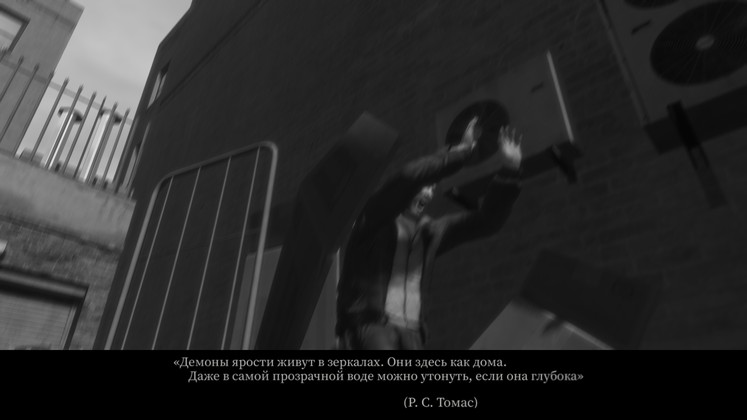 «Демоны ярости живут в зеркалах. Они здесь как дома.
Даже в самой прозрачной воде можно утонуть, если она глубока»
(Р. С. Томас)